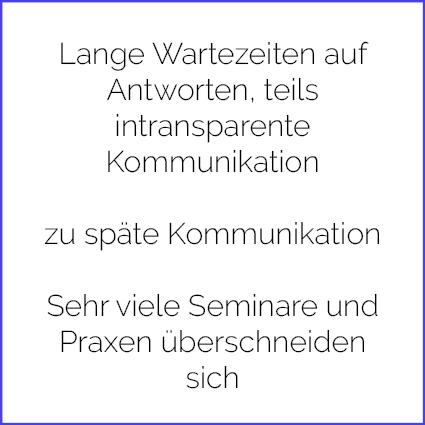 Lange Wartezeiten auf
Antworten, teils
intransparente
Kommunikation
zu späte Kommunikation
Sehr viele Seminare und
Praxen überschneiden
sich